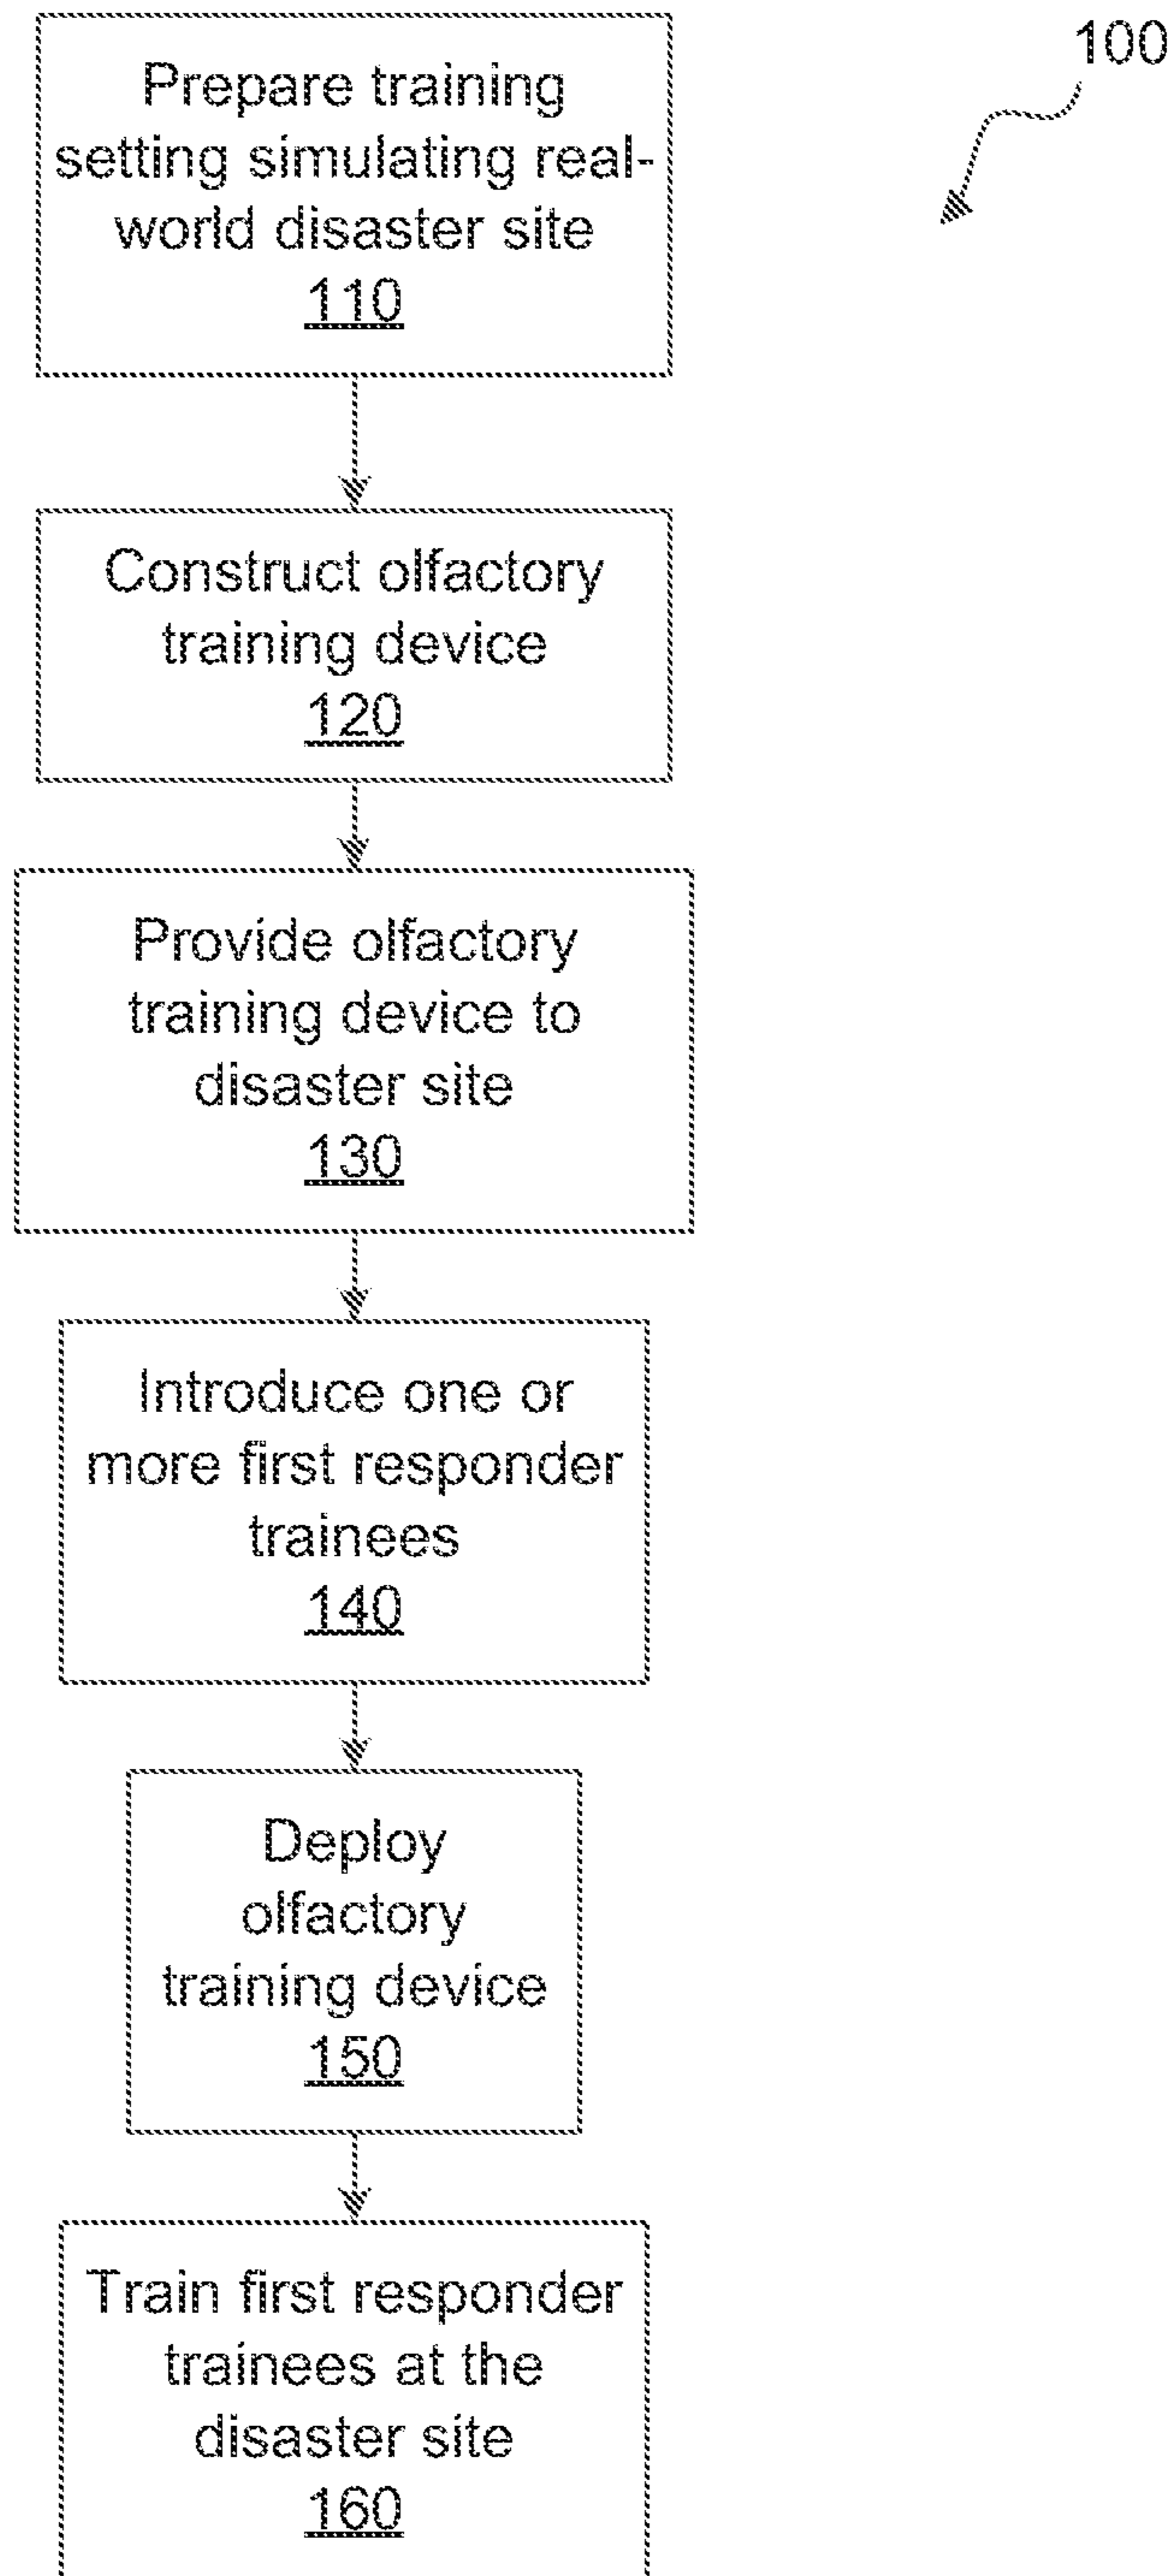 100
Prepare training
setting simulating real-
world disaster site
110
Construct olfactory
training device
120
Provide olfactory
training device to
disaster site
130
Introduce one or
more first responder
trainees
140
Deploy
olfactory
training device
150
Train first responder
trainees at the
disaster site
160